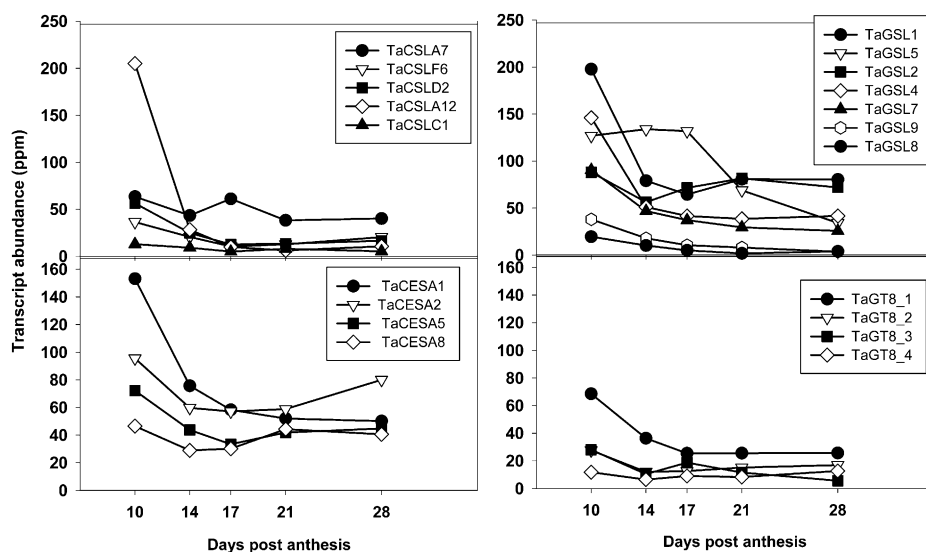 Transcript abundance (ppm)
250
200
150
100
50
0
TaCSLA7
TaCSLF6
TaCSLD2
TaCSLA12
TaCSLC1
250
200
150
100
50
0
TaGSL1
TaGSL5
TaGSL2
TaGSL4
TaGSL7
TaGSL9
TaGSL8
160
140
120
100
80
60
40
20
0
TaCESA1
TaCESA2
TaCESA5
TaCESA8
10 14 17 21 28
Days post anthesis
160
140
120
100
80
60
40
20
0
TaGT8_1
TaGT8_2
TaGT8_3
TaGT8_4
10 14 17 21 28
Days post anthesis